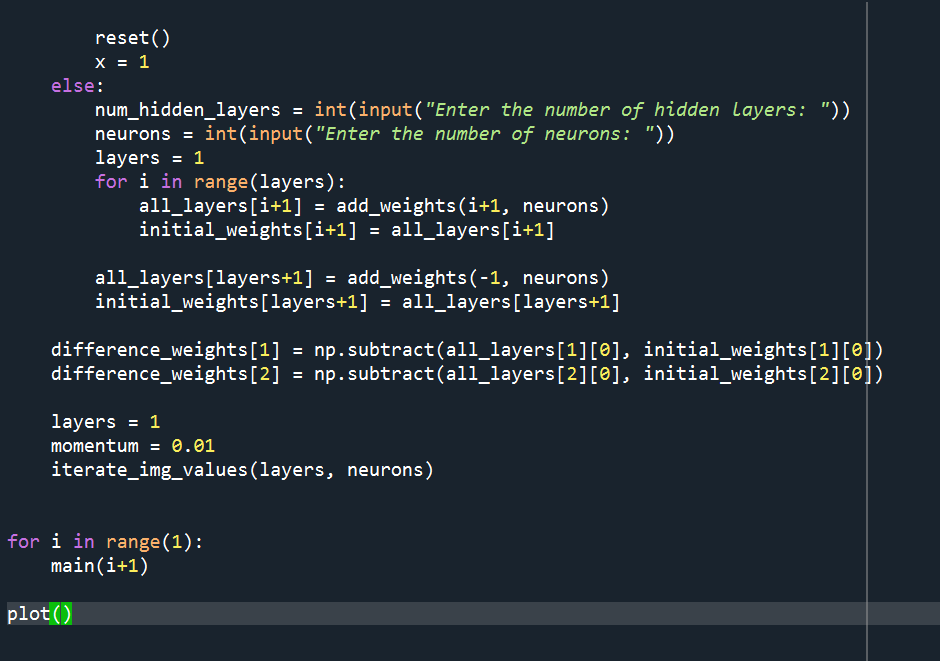 reset()
        x = 1
    else:
        num_hidden_layers = int(input("Enter the number of hidden layers: "))
        neurons = int(input("Enter the number of neurons: "))
        layers = 1
        for i in range(layers):
            all_layers[i+1] = add_weights(i+1, neurons)
            initial_weights[i+1] = all_layers[i+1]

        all_layers[layers+1] = add_weights(-1, neurons)
        initial_weights[layers+1] = all_layers[layers+1]

    difference_weights[1] = np.subtract(all_layers[1][0], initial_weights[1][0])
    difference_weights[2] = np.subtract(all_layers[2][0], initial_weights[2][0])

    layers = 1
    momentum = 0.01
    iterate_img_values(layers, neurons)


for i in range(1):
    main(i+1)

plot()